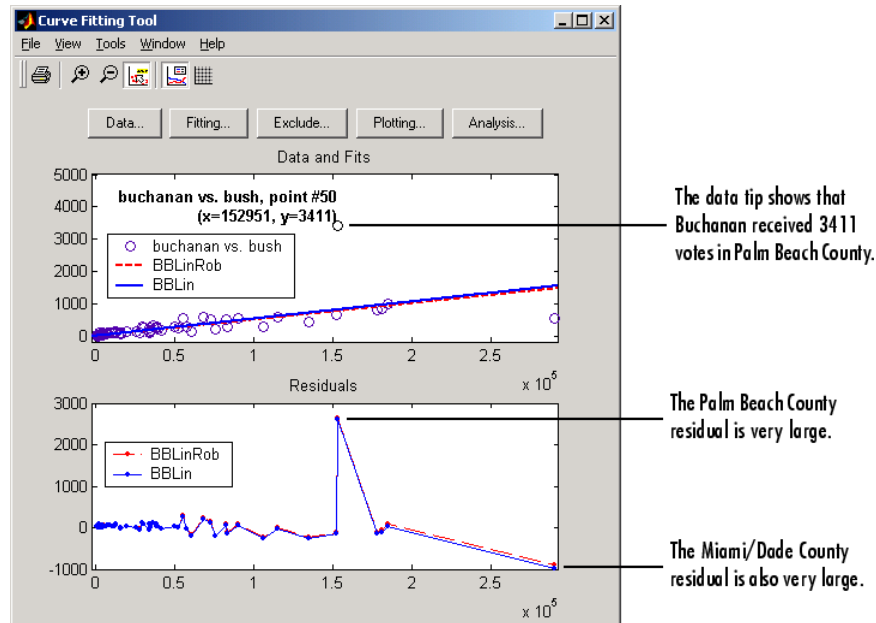 Curve Fitting Tool
File View Tools Window Help
Data... Fitting... Exclude... Plotting... Analysis...
Data and Fits
5000
4000
3000
2000
1000
0
buchanan vs. bush, point #50
(x=152951, y=3411)
buchanan vs. bush
BBLinRob
BBLin
0 0.5 1 1.5 2 2.5
x 10^5
The data tip shows that
Buchanan received 3411
votes in Palm Beach County.
Residuals
3000
2000
1000
0
-1000
BBLinRob
BBLin
0 0.5 1 1.5 2 2.5
x 10^5
The Palm Beach County
residual is very large.
The Miami/Dade County
residual is also very large.